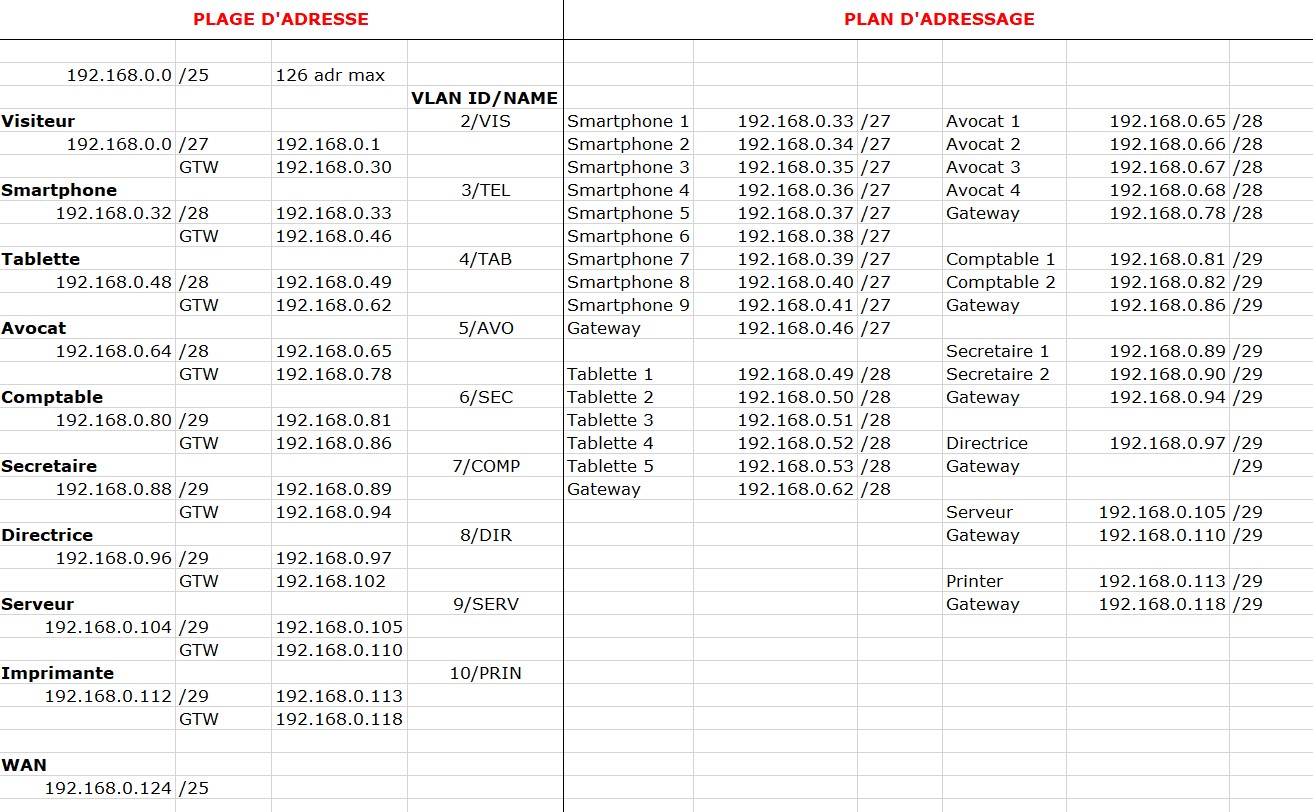 PLAGE D'ADRESSE PLAN D'ADRESSAGE
192.168.0.0 /25 126 adr max
VLAN ID/NAME
Visiteur 2/VIS Smartphone 1 192.168.0.33 /27 Avocat 1 192.168.0.65 /28
192.168.0.0 /27 192.168.0.1 Smartphone 2 192.168.0.34 /27 Avocat 2 192.168.0.66 /28
GTW 192.168.0.30 Smartphone 3 192.168.0.35 /27 Avocat 3 192.168.0.67 /28
Smartphone 3/TEL Smartphone 4 192.168.0.36 /27 Avocat 4 192.168.0.68 /28
192.168.0.32 /28 192.168.0.33 Smartphone 5 192.168.0.37 /27 Gateway 192.168.0.78 /28
GTW 192.168.0.46 Smartphone 6 192.168.0.38 /27
Tablette 4/TAB Smartphone 7 192.168.0.39 /27 Comptable 1 192.168.0.81 /29
192.168.0.48 /28 192.168.0.49 Smartphone 8 192.168.0.40 /27 Comptable 2 192.168.0.82 /29
GTW 192.168.0.62 Smartphone 9 192.168.0.41 /27 Gateway 192.168.0.86 /29
Avocat 5/AVO Gateway 192.168.0.46 /27
192.168.0.64 /28 192.168.0.65 Secretaire 1 192.168.0.89 /29
GTW 192.168.0.78 Tablette 1 192.168.0.49 /28 Secretaire 2 192.168.0.90 /29
Comptable 6/SEC Tablette 2 192.168.0.50 /28 Gateway 192.168.0.94 /29
192.168.0.80 /29 192.168.0.81 Tablette 3 192.168.0.51 /28
GTW 192.168.0.86 Tablette 4 192.168.0.52 /28 Directrice 192.168.0.97 /29
Secretaire 7/COMP Tablette 5 192.168.0.53 /28 Gateway /29
192.168.0.88 /29 192.168.0.89 Gateway 192.168.0.62 /28
GTW 192.168.0.94 Serveur 192.168.0.105 /29
Directrice 8/DIR Gateway 192.168.0.110 /29
192.168.0.96 /29 192.168.0.97
GTW 192.168.102 Printer 192.168.0.113 /29
Serveur 9/SERV Gateway 192.168.0.118 /29
192.168.0.104 /29 192.168.0.105
GTW 192.168.0.110
Imprimante 10/PRIN
192.168.0.112 /29 192.168.0.113
GTW 192.168.0.118
WAN
192.168.0.124 /25